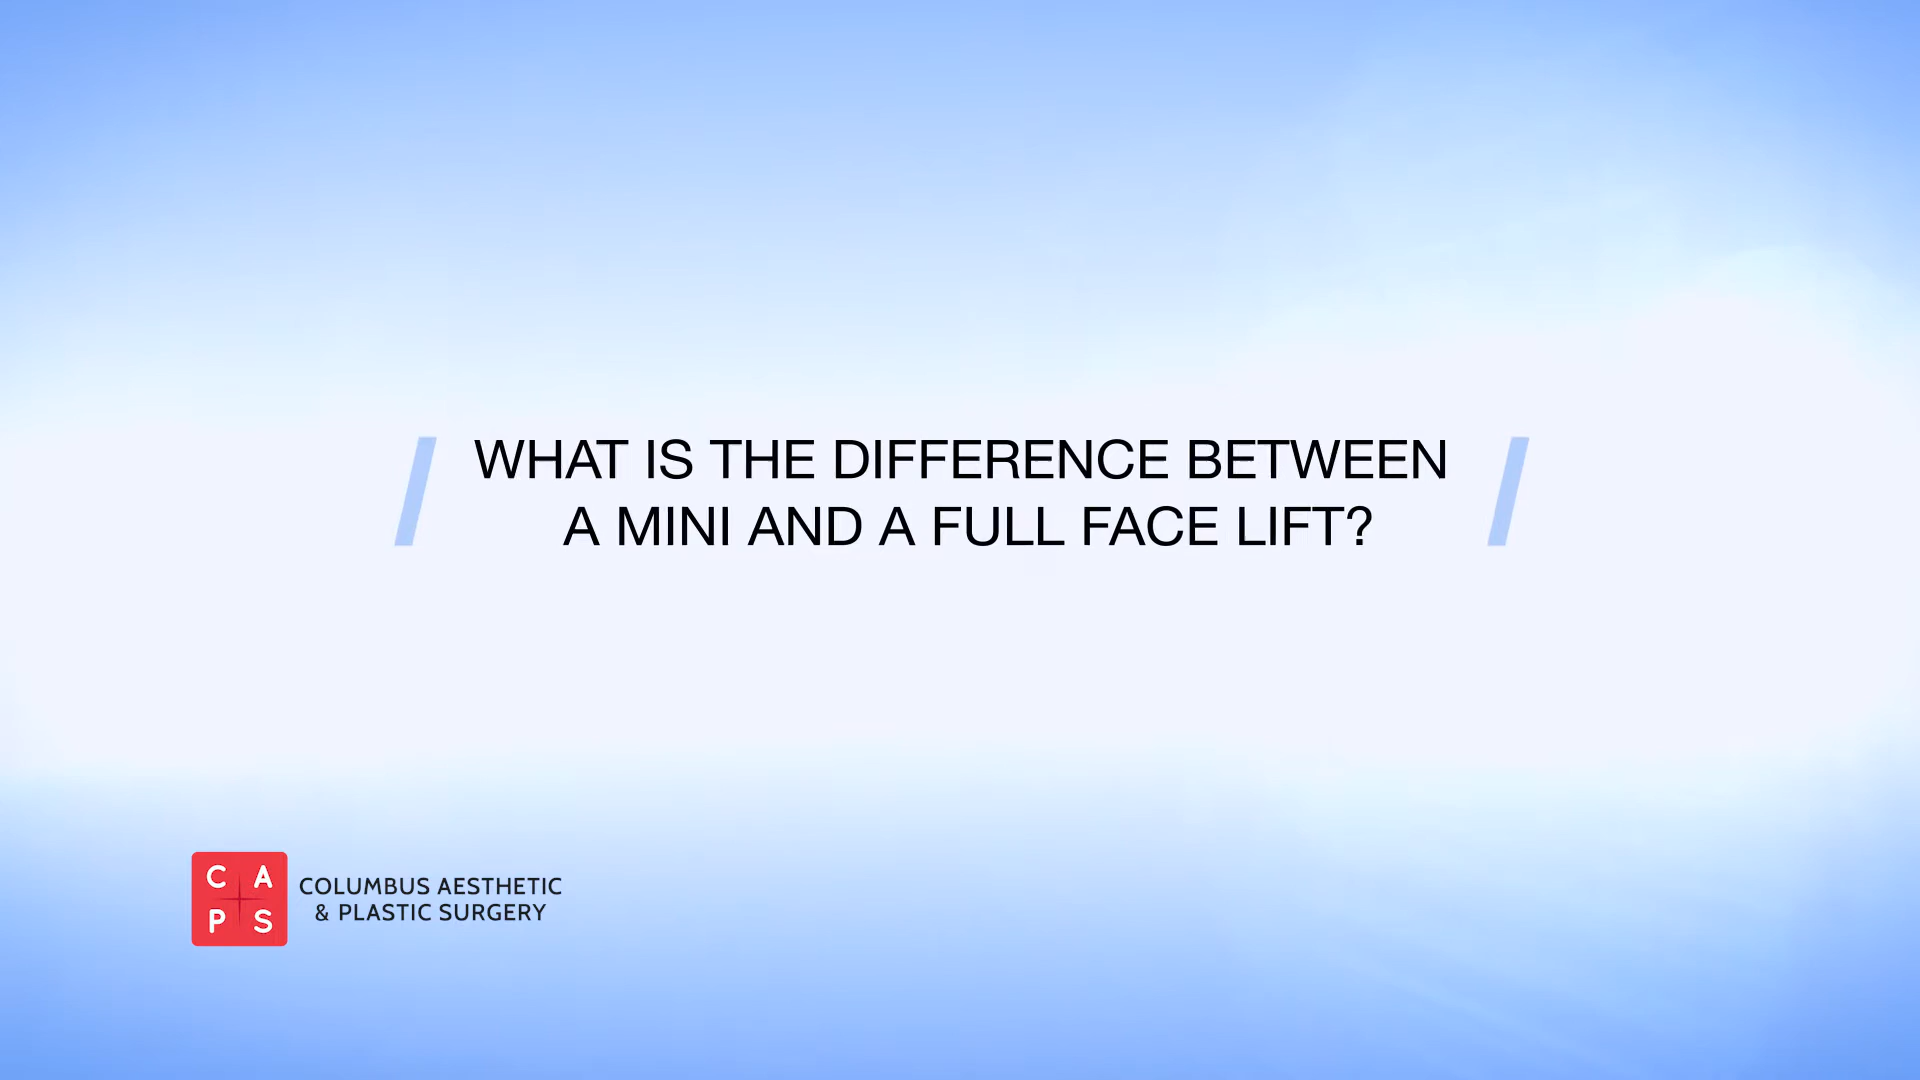 WHAT IS THE DIFFERENCE BETWEEN
A MINI AND A FULL FACE LIFT?
C A
P S
COLUMBUS AESTHETIC
& PLASTIC SURGERY